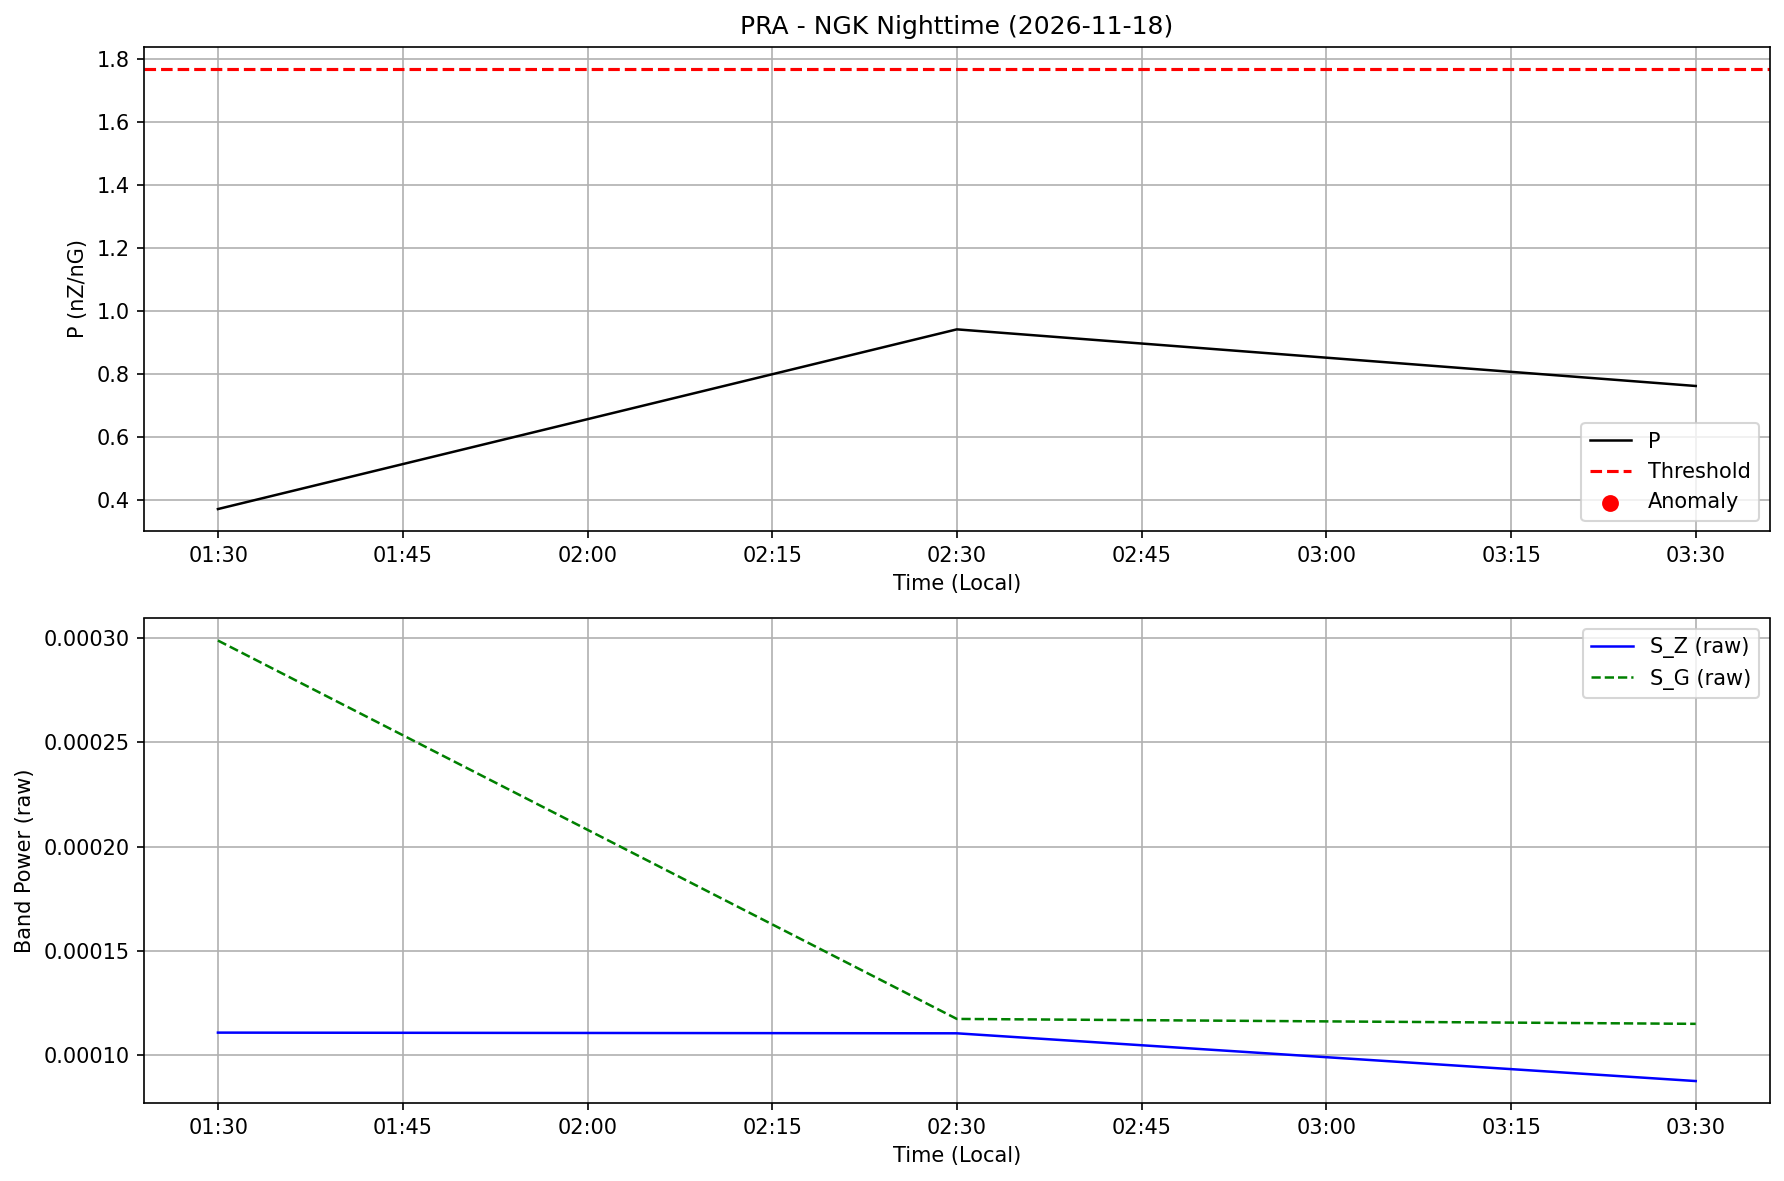 PRA - NGK Nighttime (2026-11-18)
1.8
1.6
1.4
1.2
1.0
0.8
0.6
0.4
P (nZ/nG)
P
Threshold
Anomaly
01:30 01:45 02:00 02:15 02:30 02:45 03:00 03:15 03:30
Time (Local)
0.00030
0.00025
0.00020
0.00015
0.00010
Band Power (raw)
S_Z (raw)
S_G (raw)
01:30 01:45 02:00 02:15 02:30 02:45 03:00 03:15 03:30
Time (Local)